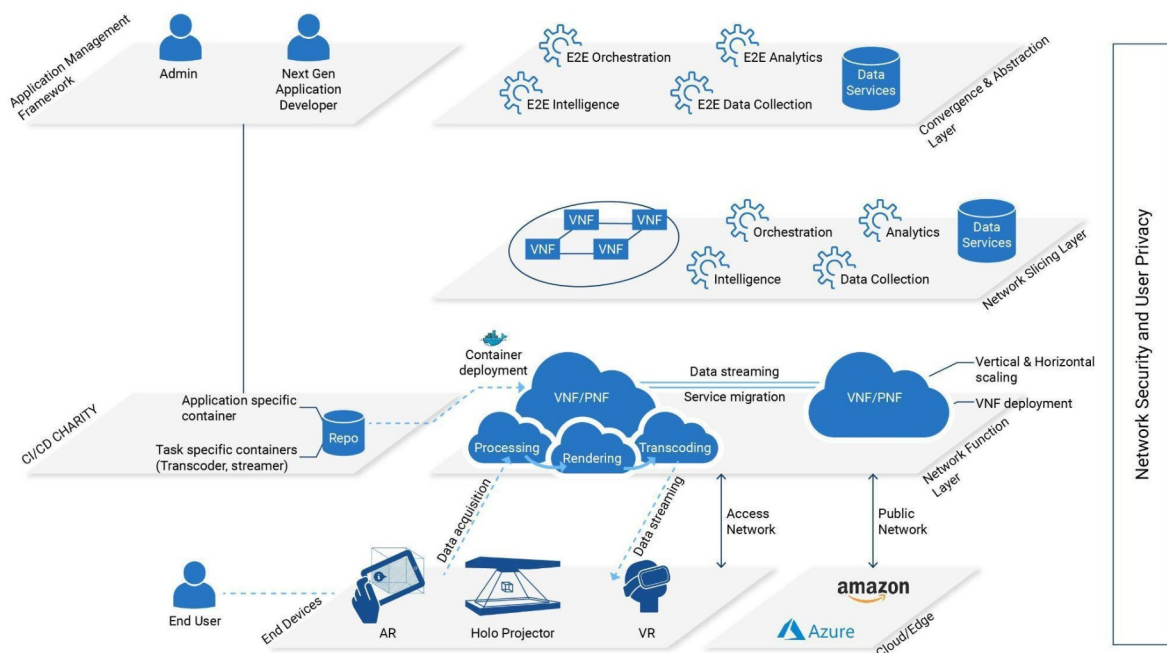 Application Management
Framework
Admin
Next Gen
Application
Developer
E2E Orchestration
E2E Analytics
E2E Intelligence
E2E Data Collection
Data
Services
Convergence & Abstraction
Layer
VNF
VNF
VNF
VNF
Orchestration
Analytics
Intelligence
Data Collection
Data
Services
Network Slicing Layer
CI/CD CHARITY
Application specific
container
Task specific containers
(Transcoder, streamer)
Repo
Container
deployment
VNF/PNF
Processing
Rendering
Transcoding
Data streaming
Service migration
VNF/PNF
Vertical & Horizontal
scaling
VNF deployment
Network Function
Layer
Data acquisition
Data streaming
Access
Network
Public
Network
End User
End Devices
AR
Holo Projector
VR
amazon
Azure
Cloud/Edge
Network Security and User Privacy